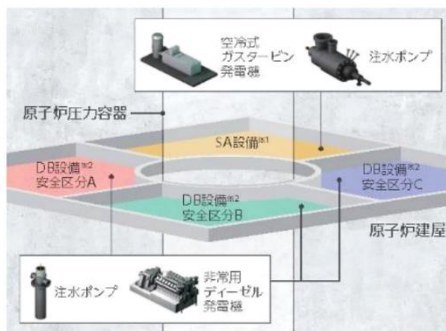 空冷式
ガスタービン
発電機
注水ポンプ
原子炉圧力容器
SA設備※1
DB設備※2
安全区分A
DB設備※2
安全区分C
DB設備※2
安全区分B
原子炉建屋
注水ポンプ
非常用
ディーゼル
発電機